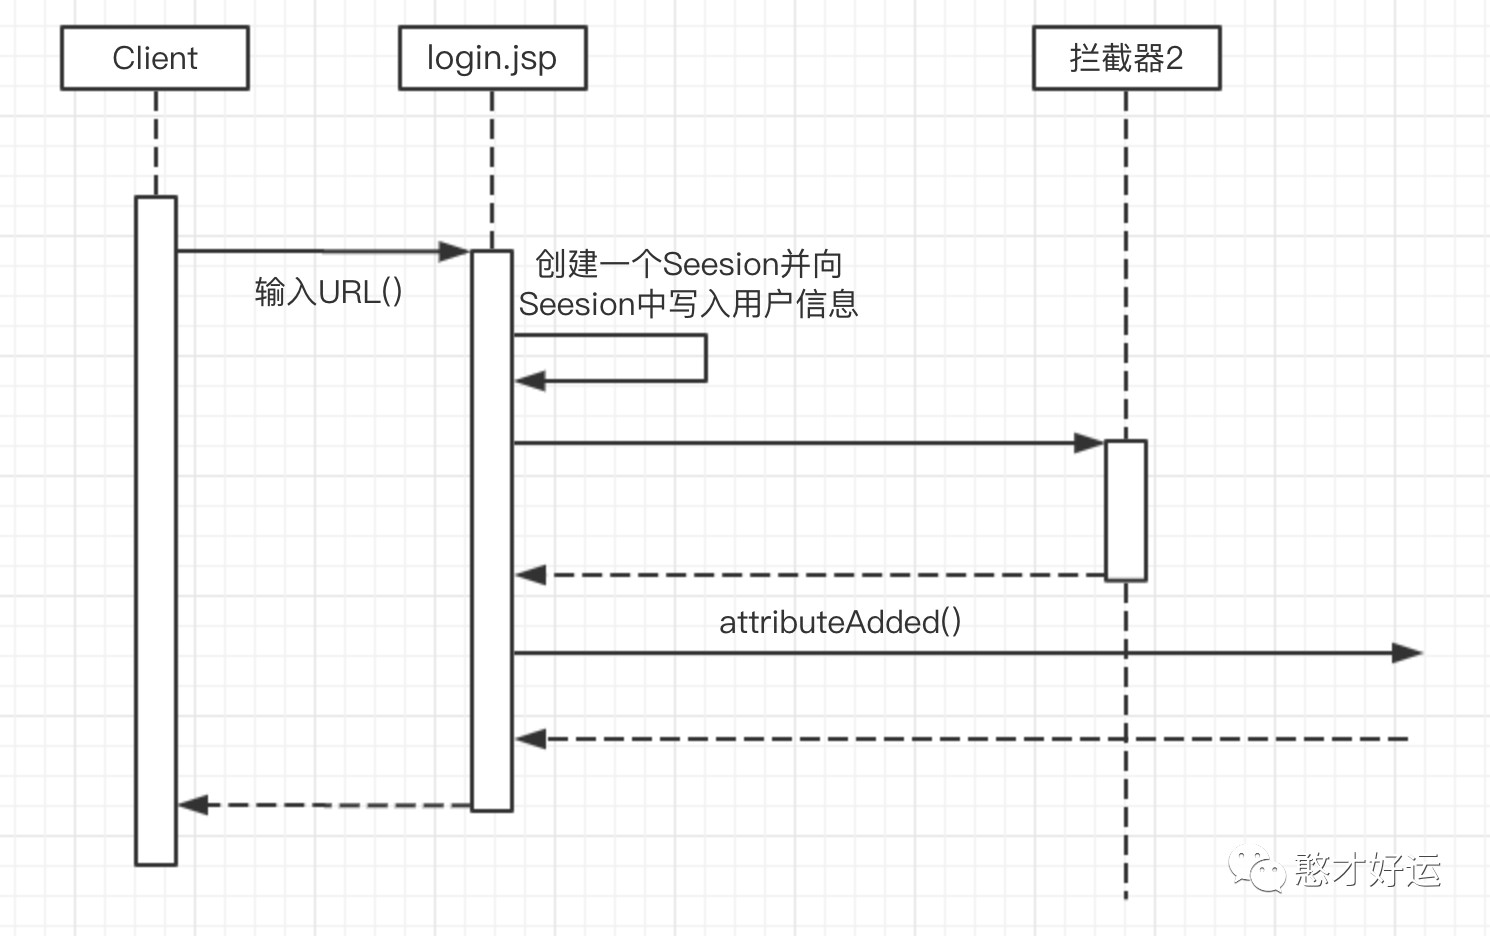 Client
login.jsp
拦截器2
输入URL()
创建一个Seesion并向
Seesion中写入用户信息
attributeAdded()
憨才好运